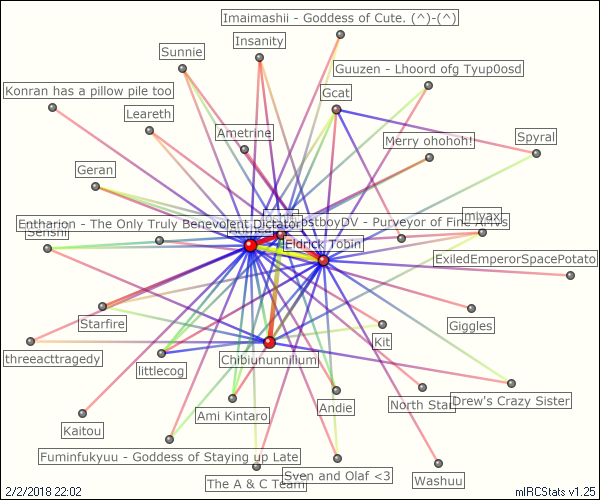 Imaimashii - Goddess of Cute. (^)-(^)
Insanity
Sunnie
Guuzen - Lhoord ofg Tyup0osd
Konran has a pillow pile too
Gcat
Leareth
Ametrine
Merry ohohoh!
Spyral
Geran
miyax
Entharion - The Only Truly Benevolent Dictator
stboyDV - Purveyor of Fine
Senshi
Eldrick Tobin
ExiledEmperorSpacePotato
Starfire
Giggles
Kit
threeacttragedy
littlecog
Chibiununnilium
Drew's Crazy Sister
Andie
North Star
Ami Kintaro
Kaitou
Fuminfukyuu - Goddess of Staying up Late
Sven and Olaf <3
The A & C Team
Washuu
2/2/2018 22:02
mIRCStats v1.25